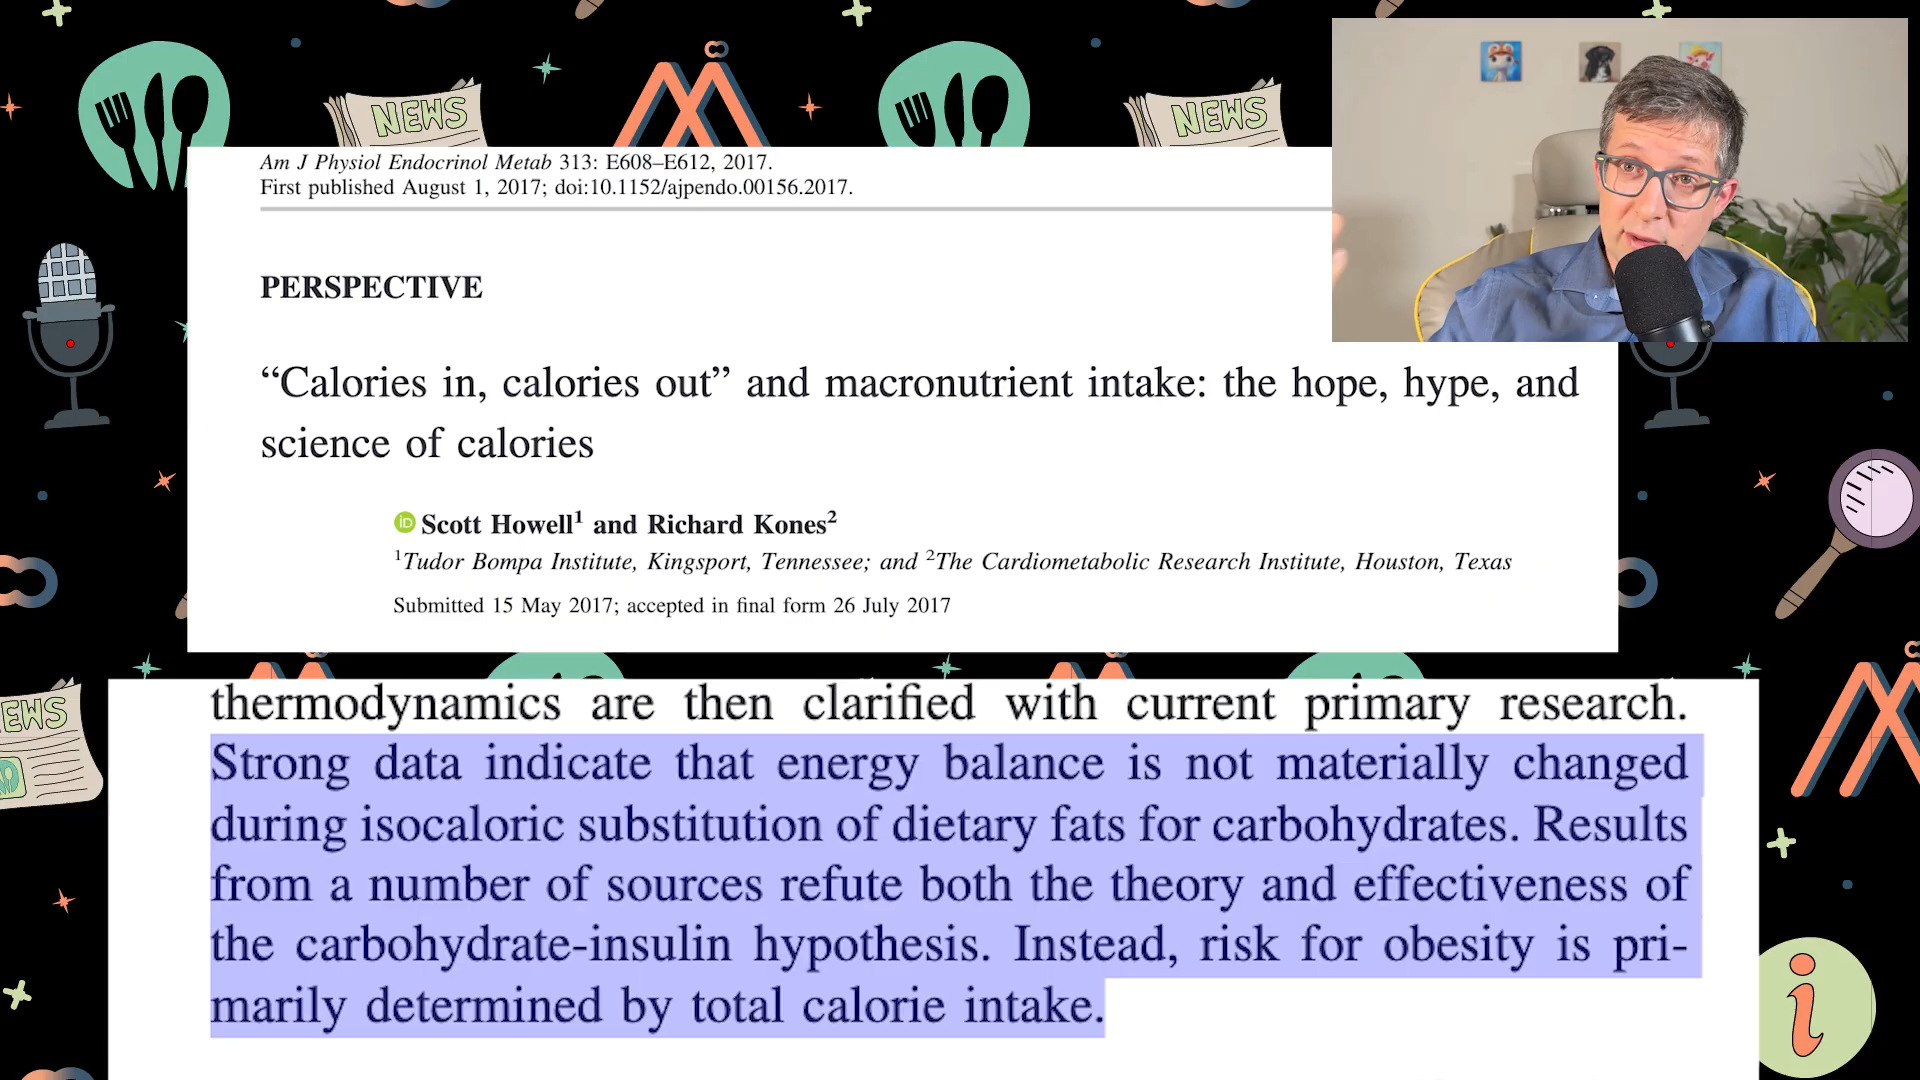 NEWS
NEWS
Am J Physiol Endocrinol Metab 313: E608–E612, 2017.
First published August 1, 2017; doi:10.1152/ajpendo.00156.2017.
PERSPECTIVE
“Calories in, calories out” and macronutrient intake: the hope, hype, and
science of calories
iD Scott Howell1 and Richard Kones2
1Tudor Bompa Institute, Kingsport, Tennessee; and 2The Cardiometabolic Research Institute, Houston, Texas
Submitted 15 May 2017; accepted in final form 26 July 2017
EWS
thermodynamics are then clarified with current primary research.
Strong data indicate that energy balance is not materially changed
during isocaloric substitution of dietary fats for carbohydrates. Results
from a number of sources refute both the theory and effectiveness of
the carbohydrate-insulin hypothesis. Instead, risk for obesity is pri-
marily determined by total calorie intake.
i